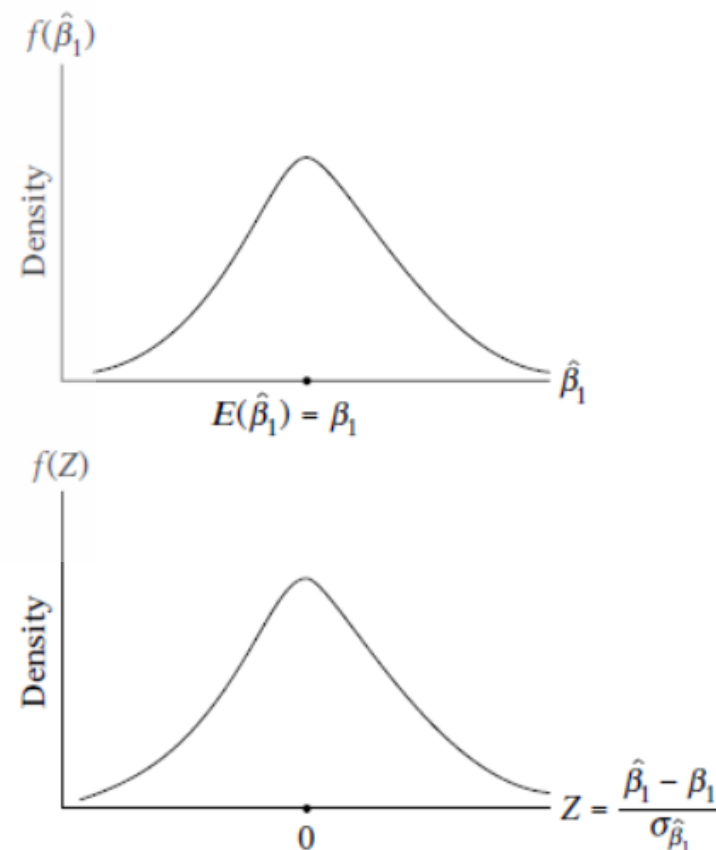 f(β̂₁)
Density
β̂₁
E(β̂₁) = β₁
f(Z)
Density
Z = (β̂₁ − β₁) / σ_β̂₁
0